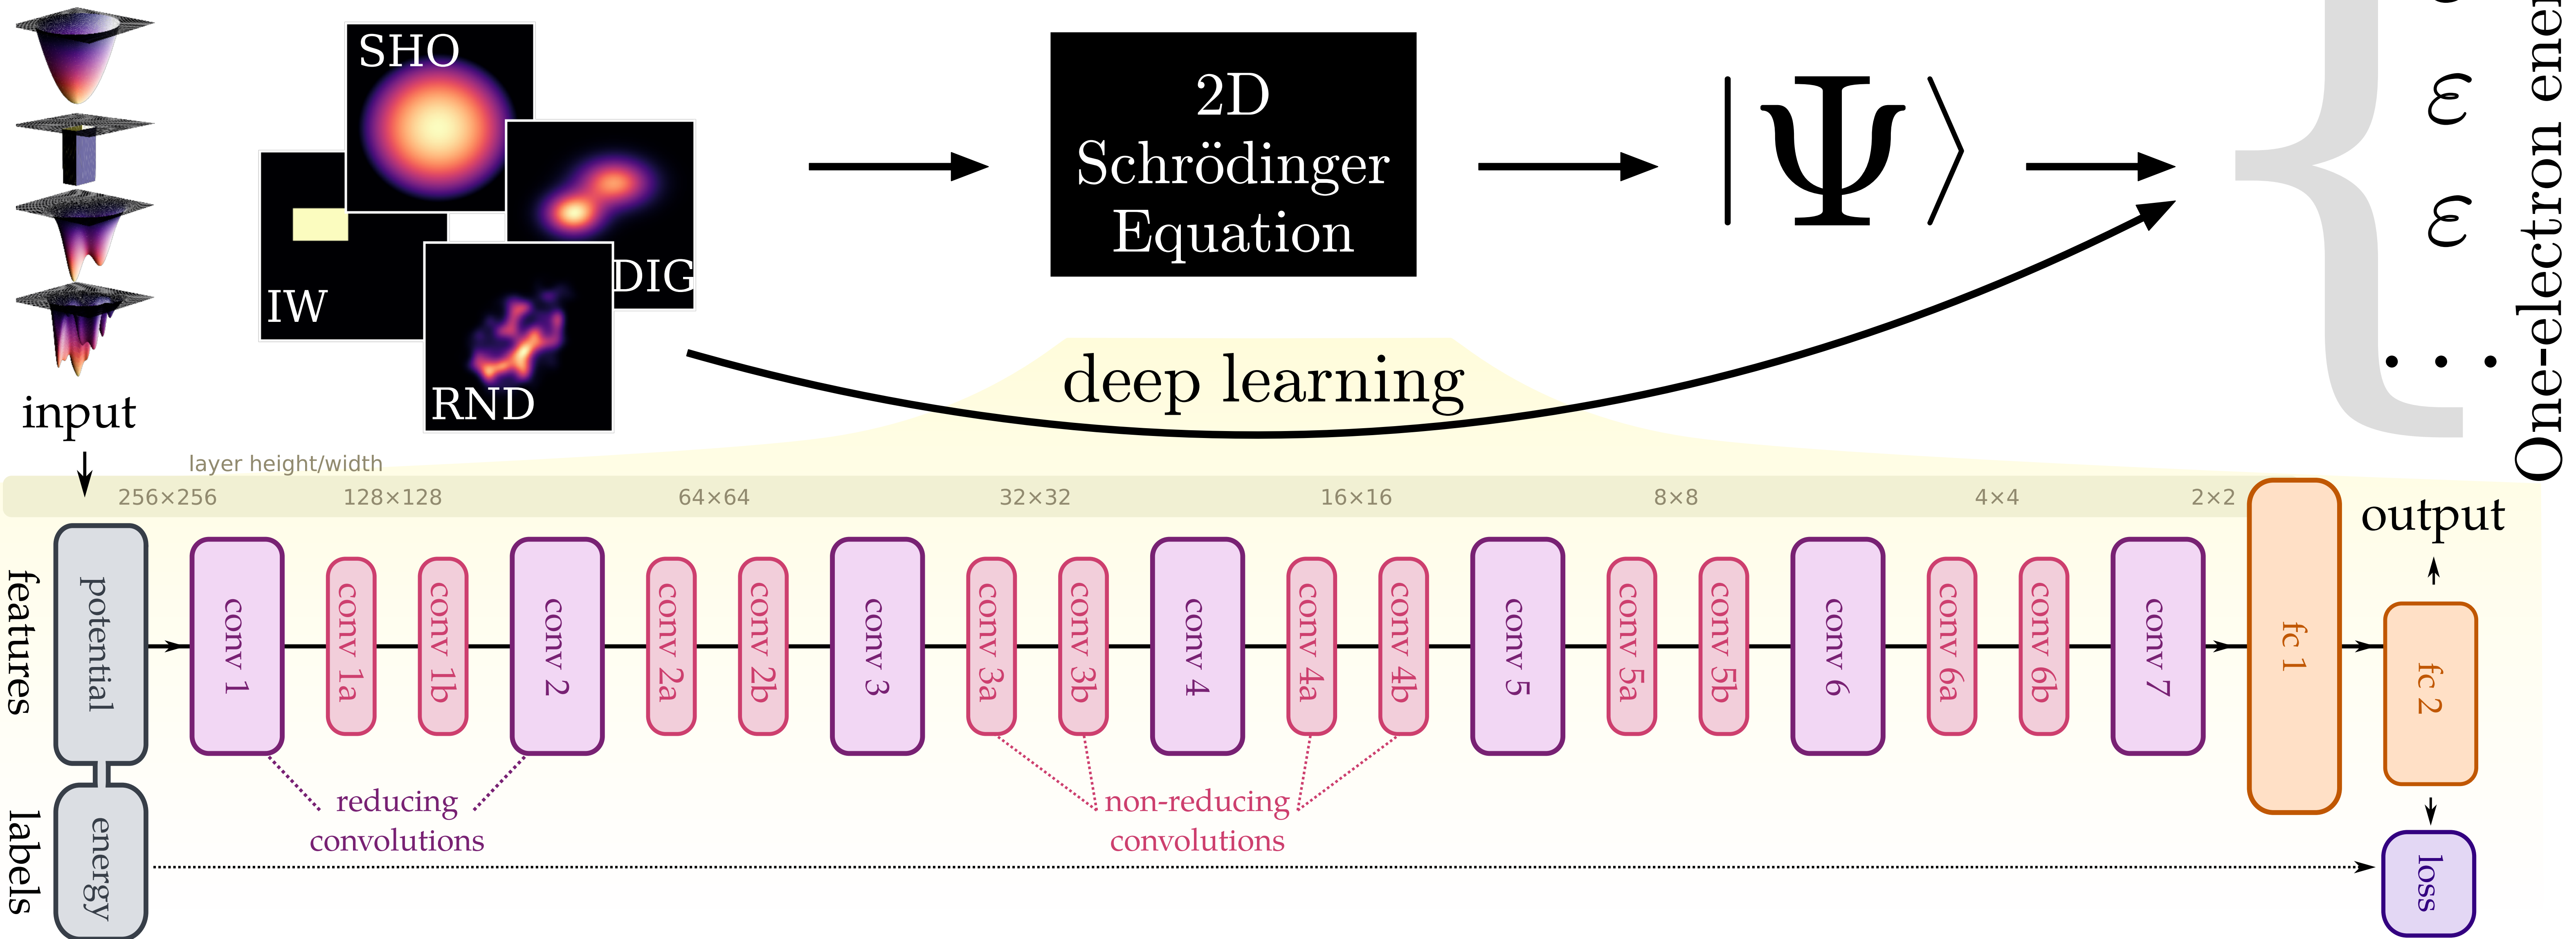 SHO
IW
DIG
RND
input
2D
Schrödinger
Equation
|Ψ⟩
ε
ε
...
One-electron ener
deep learning
layer height/width
256×256
128×128
64×64
32×32
16×16
8×8
4×4
2×2
output
features
potential
conv 1
conv 1a
conv 1b
conv 2
conv 2a
conv 2b
conv 3
conv 3a
conv 3b
conv 4
conv 4a
conv 4b
conv 5
conv 5a
conv 5b
conv 6
conv 6a
conv 6b
conv 7
fc 1
fc 2
reducing
convolutions
non-reducing
convolutions
labels
energy
loss